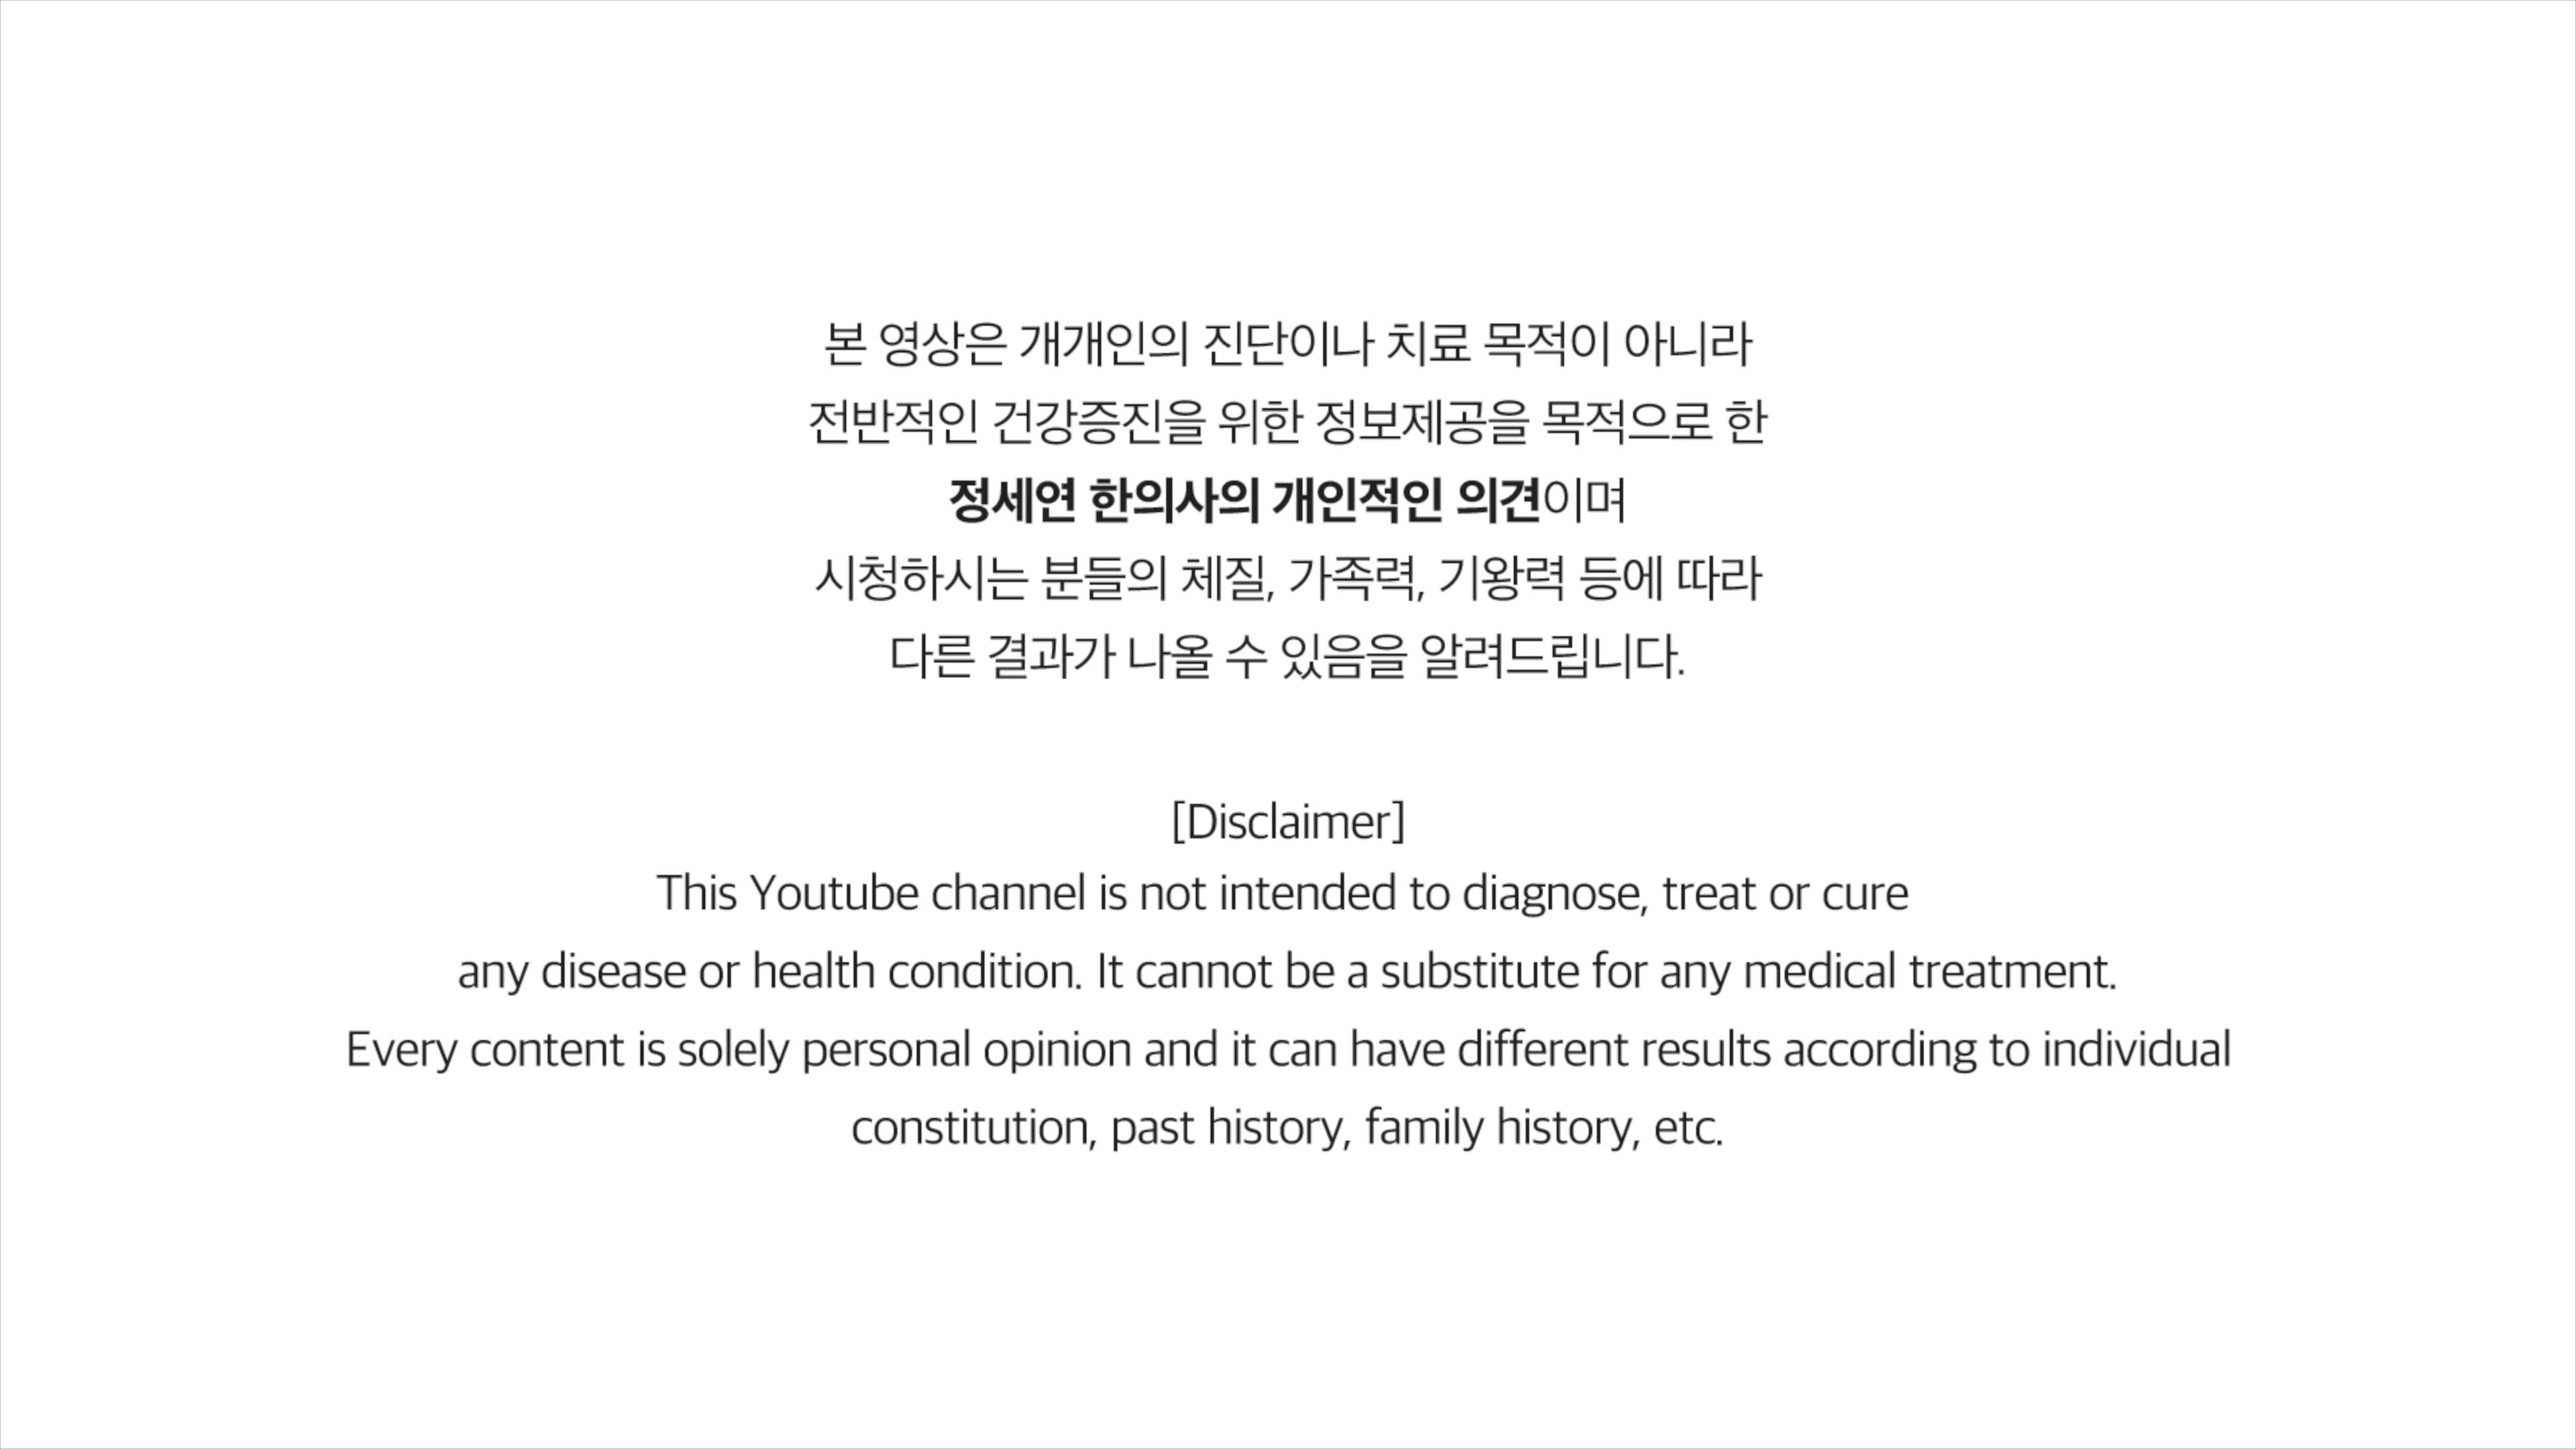 본 영상은 개개인의 진단이나 치료 목적이 아니라
전반적인 건강증진을 위한 정보제공을 목적으로 한
정세연 한의사의 개인적인 의견이며
시청하시는 분들의 체질, 가족력, 기왕력 등에 따라
다른 결과가 나올 수 있음을 알려드립니다.
[Disclaimer]
This Youtube channel is not intended to diagnose, treat or cure
any disease or health condition. It cannot be a substitute for any medical treatment.
Every content is solely personal opinion and it can have different results according to individual
constitution, past history, family history, etc.